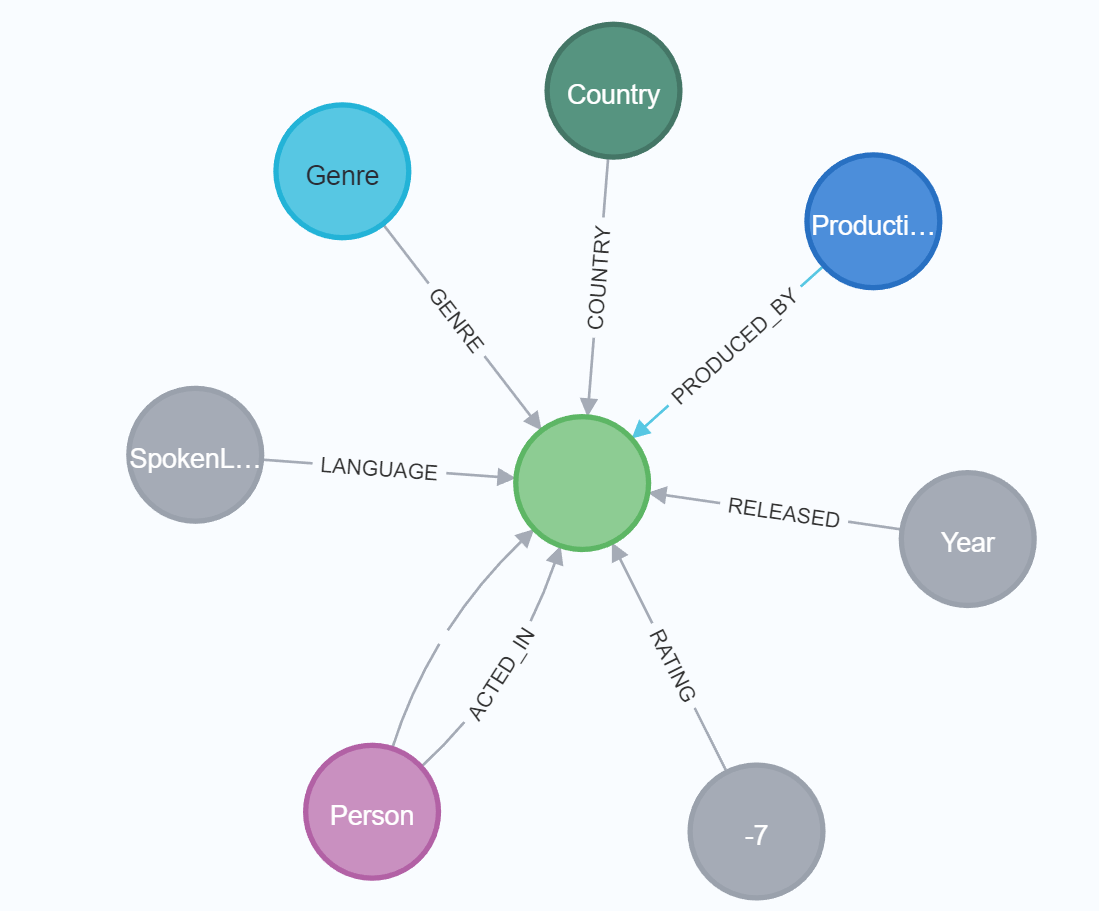 Country
Genre
Producti…
COUNTRY
GENRE
PRODUCED_BY
SpokenL…
LANGUAGE
RELEASED
Year
ACTED_IN
RATING
Person
-7